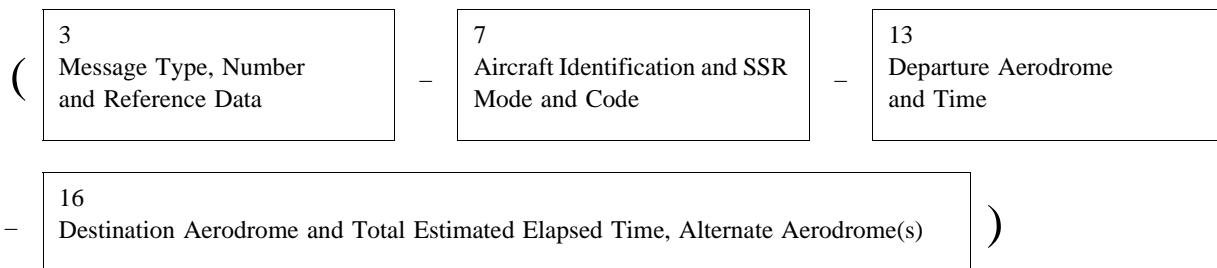 3
Message Type, Number
and Reference Data
7
Aircraft Identification and SSR
Mode and Code
13
Departure Aerodrome
and Time
(
–
–
–
16
Destination Aerodrome and Total Estimated Elapsed Time, Alternate Aerodrome(s)
)